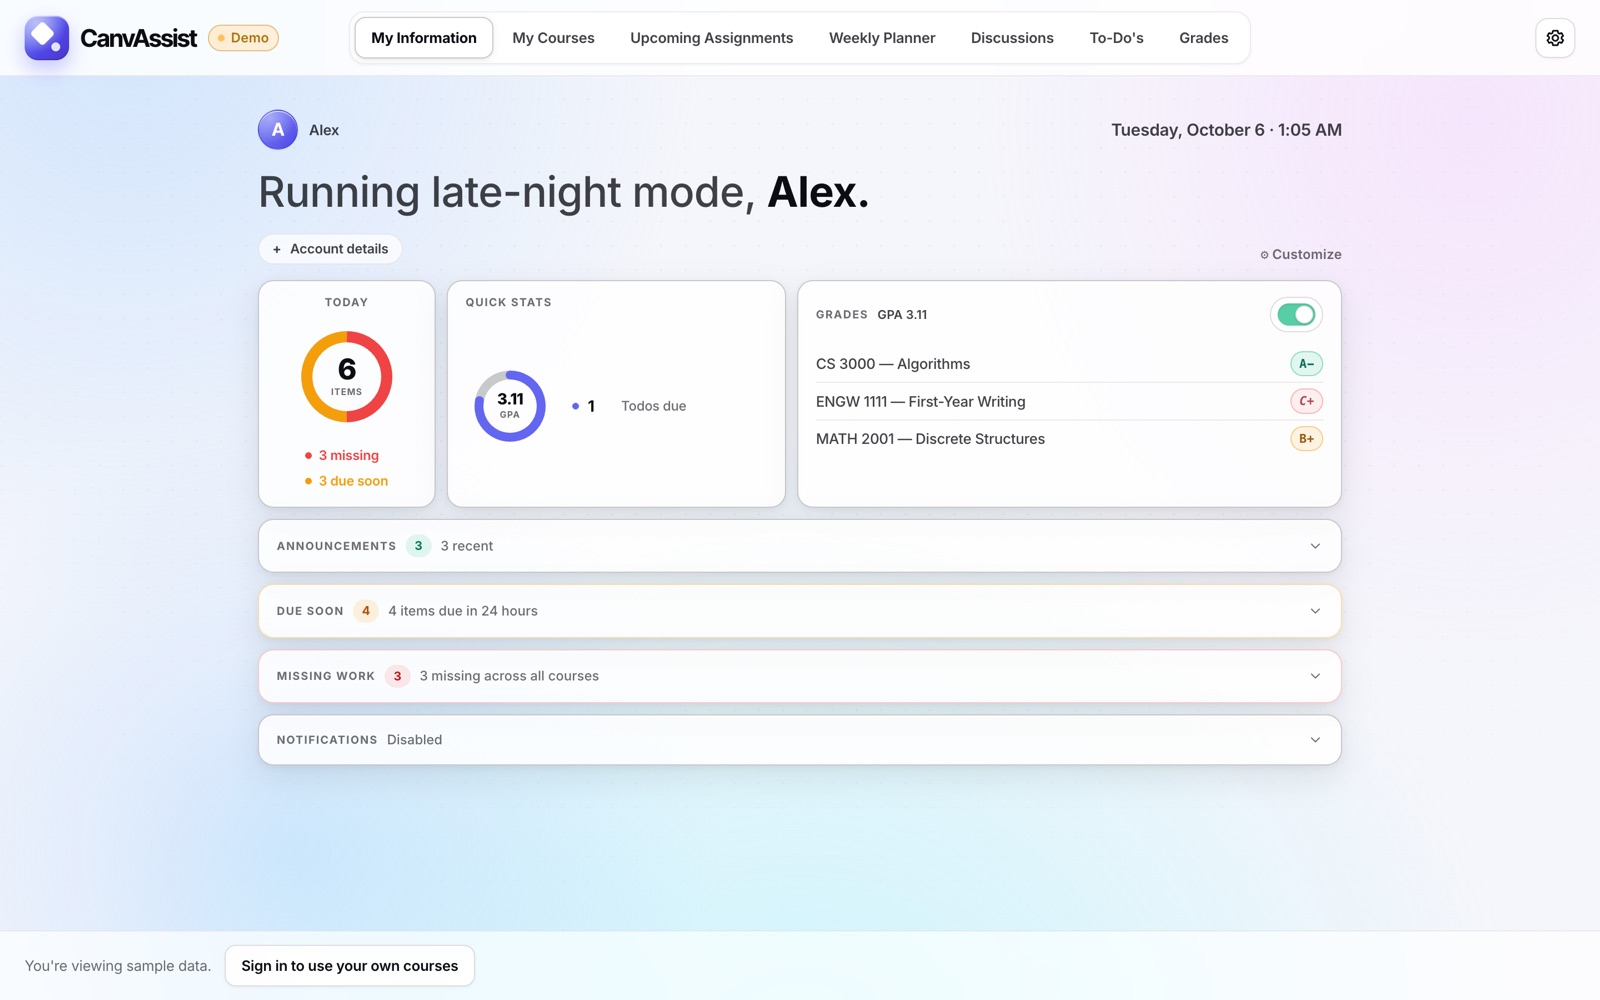 CanvAssist Demo My Information My Courses Upcoming Assignments Weekly Planner Discussions To-Do's Grades
A Alex Tuesday, October 6 · 1:05 AM
Running late-night mode, Alex.
+ Account details
Customize
TODAY
6
ITEMS
3 missing
3 due soon
QUICK STATS
3.11
GPA
1 Todos due
GRADES GPA 3.11
CS 3000 — Algorithms A−
ENGW 1111 — First-Year Writing C+
MATH 2001 — Discrete Structures B+
ANNOUNCEMENTS 3 3 recent
DUE SOON 4 4 items due in 24 hours
MISSING WORK 3 3 missing across all courses
NOTIFICATIONS Disabled
You're viewing sample data. Sign in to use your own courses